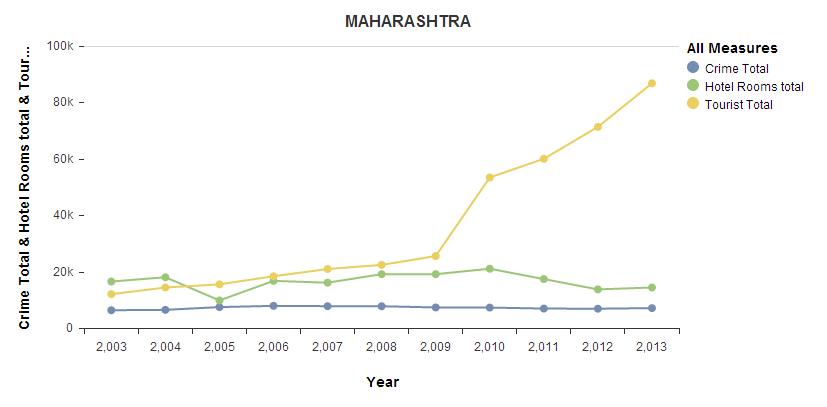 MAHARASHTRA
Crime Total & Hotel Rooms total & Tour...
100k
80k
60k
40k
20k
0
2,003 2,004 2,005 2,006 2,007 2,008 2,009 2,010 2,011 2,012 2,013
Year
All Measures
Crime Total
Hotel Rooms total
Tourist Total